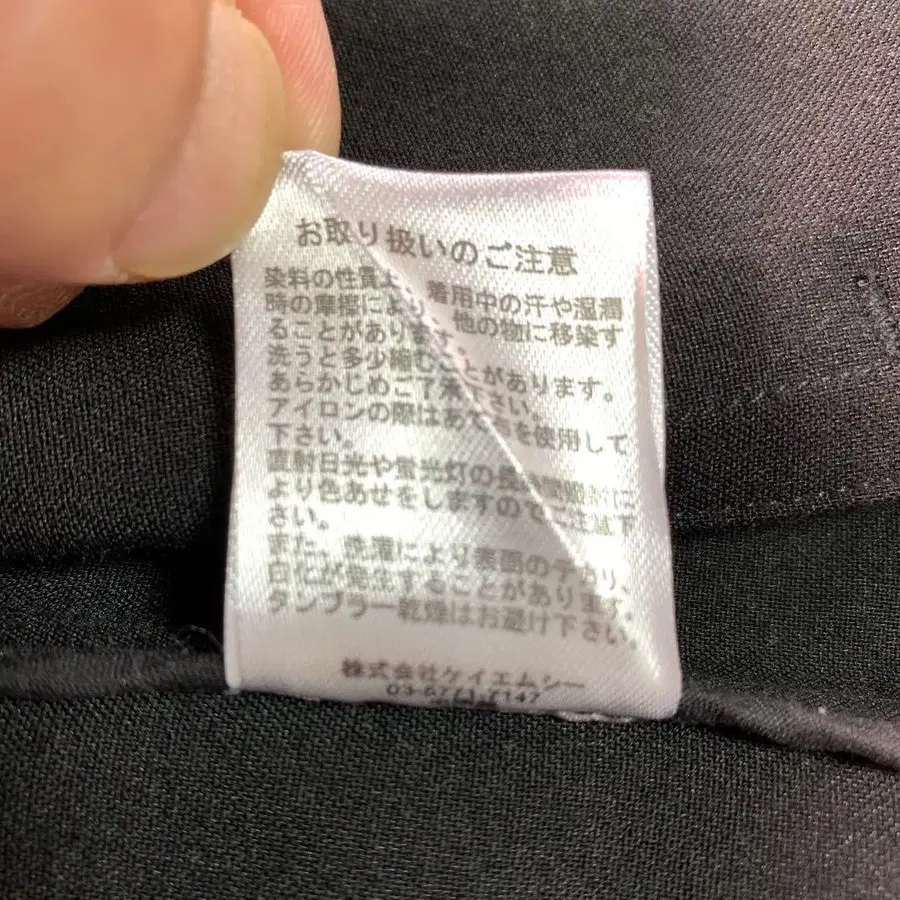 お取り扱いのご注意
染料の性質上、着用中の汗や湿潤
時の摩擦により、他の物に移染す
ることがあります。
洗うと多少縮むことがあります。
あらかじめご了承下さい。
アイロンの際はあて布を使用して
下さい。
直射日光や蛍光灯の長時間照射に
より色あせをしますのでご注意下
さい。
また、洗濯により表面のテカリ、
白化が発生することがあります。
タンブラー乾燥はお避け下さい。
株式会社ケイエムシー
03-5771-7147